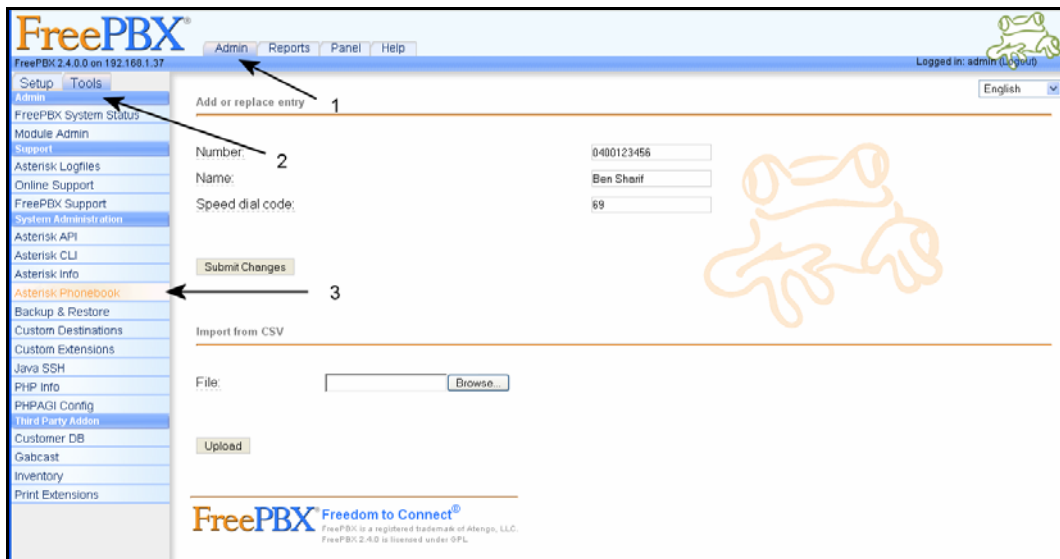 FreePBX®
Admin Reports Panel Help
FreePBX 2.4.0.0 on 192.168.1.37
Logged in: admin (Logout)
Setup Tools
English
Admin
FreePBX System Status
Module Admin
Support
Asterisk Logfiles
Online Support
FreePBX Support
System Administration
Asterisk API
Asterisk CLI
Asterisk Info
Asterisk Phonebook
Backup & Restore
Custom Destinations
Custom Extensions
Java SSH
PHP Info
PHPAGI Config
Third Party Addon
Customer DB
Gabcast
Inventory
Print Extensions
1
2
3
Add or replace entry
Number: 0400123456
Name: Ben Sharif
Speed dial code: 69
Submit Changes
Import from CSV
File: Browse...
Upload
FreePBX Freedom to Connect®
FreePBX is a registered trademark of Atengo, LLC.
FreePBX 2.4.0 is licensed under GPL